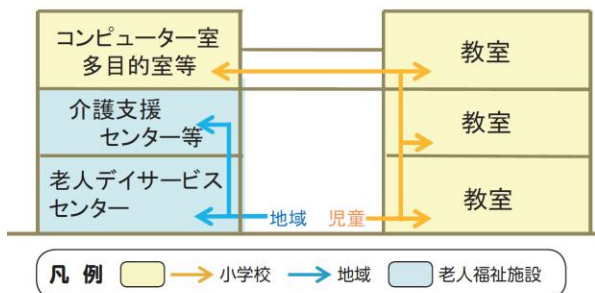 コンピューター室
多目的室等
教室
介護支援
センター等
教室
老人デイサービス
センター
教室
地域 児童
凡例 小学校 地域 老人福祉施設